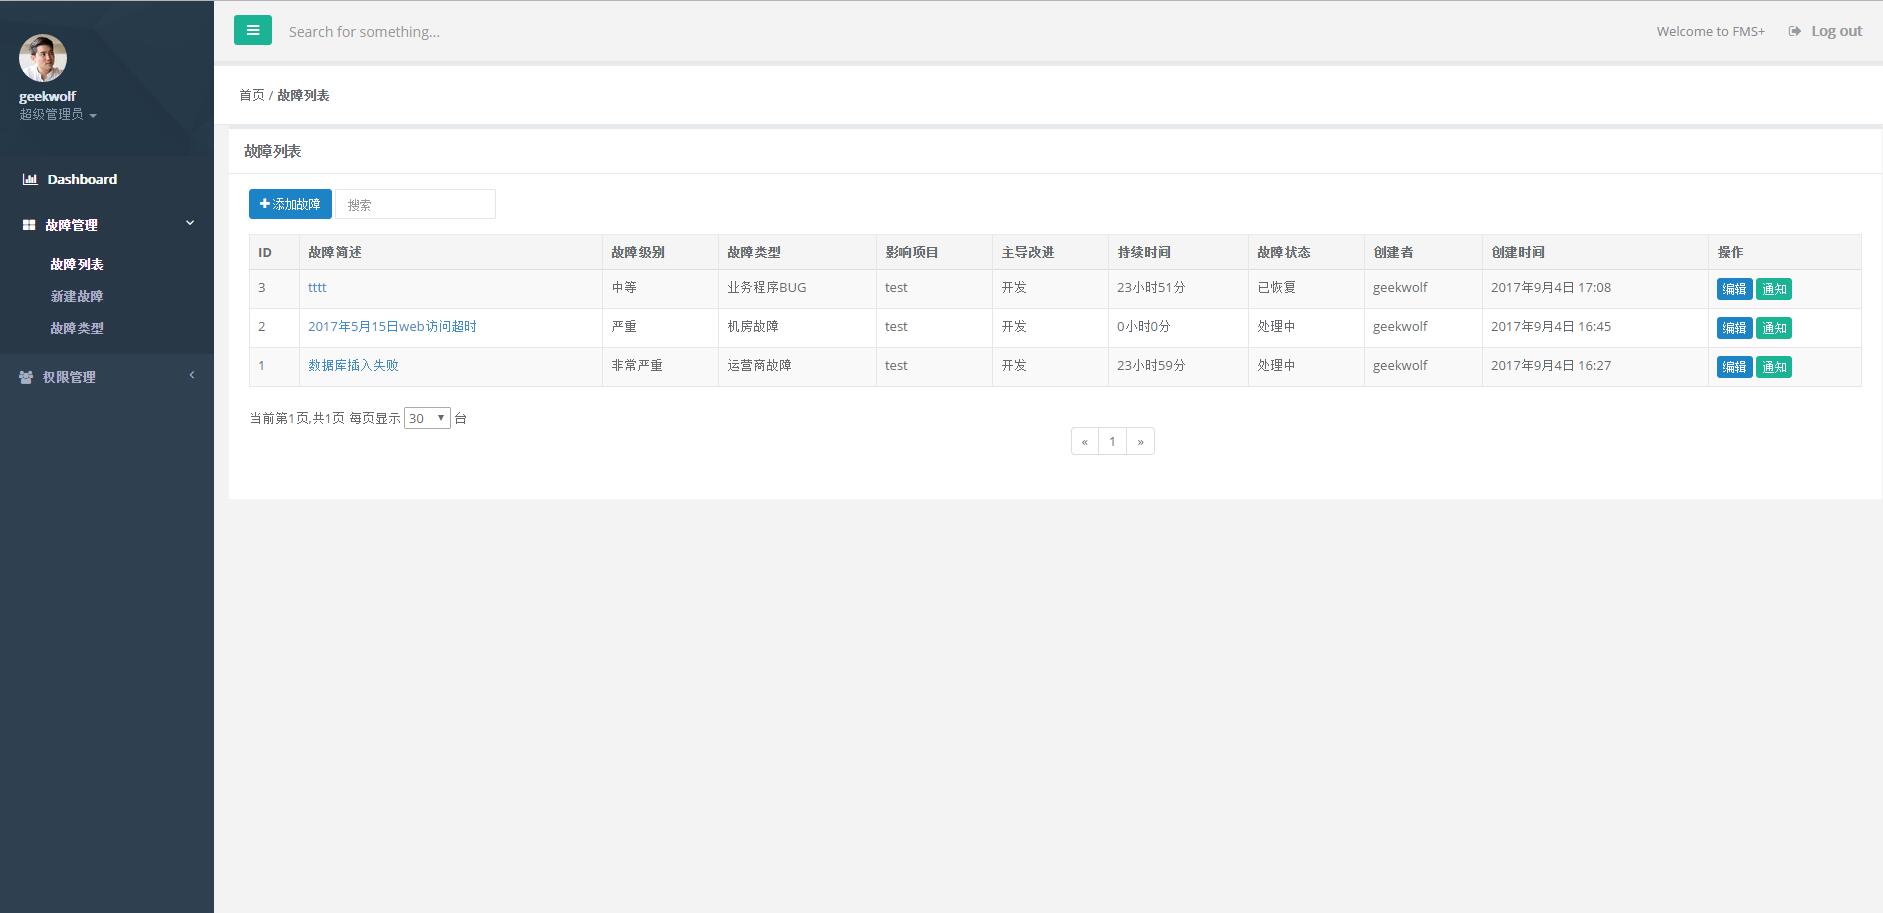 geekwolf
超级管理员
Dashboard
故障管理
故障列表
新建故障
故障类型
权限管理
Search for something...
Welcome to FMS+
Log out
首页 / 故障列表
故障列表
添加故障 搜索
ID 故障简述 故障级别 故障类型 影响项目 主导改进 持续时间 故障状态 创建者 创建时间 操作
3 tttt 中等 业务程序BUG test 开发 23小时51分 已恢复 geekwolf 2017年9月4日 17:08 编辑 通知
2 2017年5月15日web访问超时 严重 机房故障 test 开发 0小时0分 处理中 geekwolf 2017年9月4日 16:45 编辑 通知
1 数据库插入失败 非常严重 运营商故障 test 开发 23小时59分 处理中 geekwolf 2017年9月4日 16:27 编辑 通知
当前第1页,共1页 每页显示 30 台
« 1 »